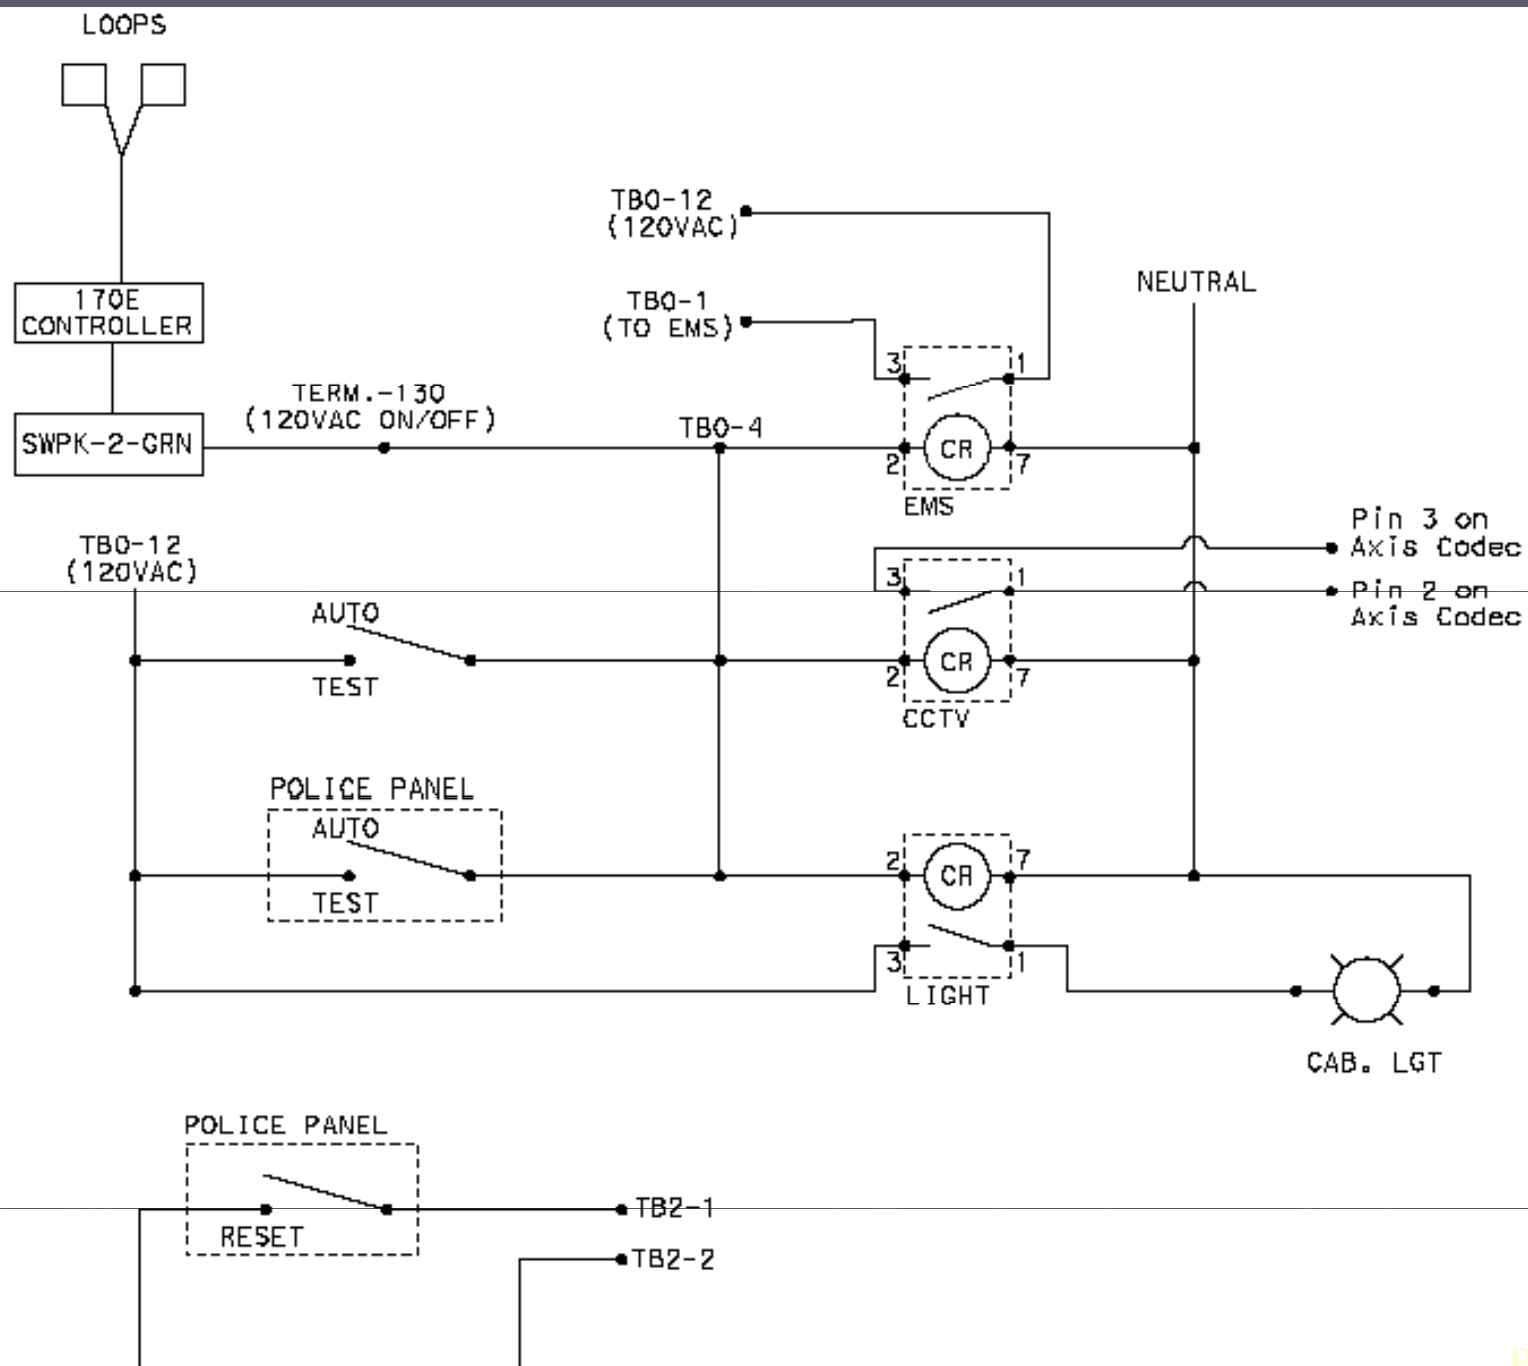 LOOPS
TBO-12
(120VAC)
NEUTRAL
170E
CONTROLLER
TBO-1
(TO EMS)
3
1
TERM.-130
(120VAC ON/OFF)
TBO-4
SWPK-2-GRN
CR
2
7
EMS
Pin 3 on
Axis Codec
TBO-12
(120VAC)
3
1
Pin 2 on
Axis Codec
AUTO
TEST
CR
2
7
CCTV
POLICE PANEL
AUTO
TEST
2
7
CR
3
1
LIGHT
CAB. LGT
POLICE PANEL
RESET
TB2-1
TB2-2